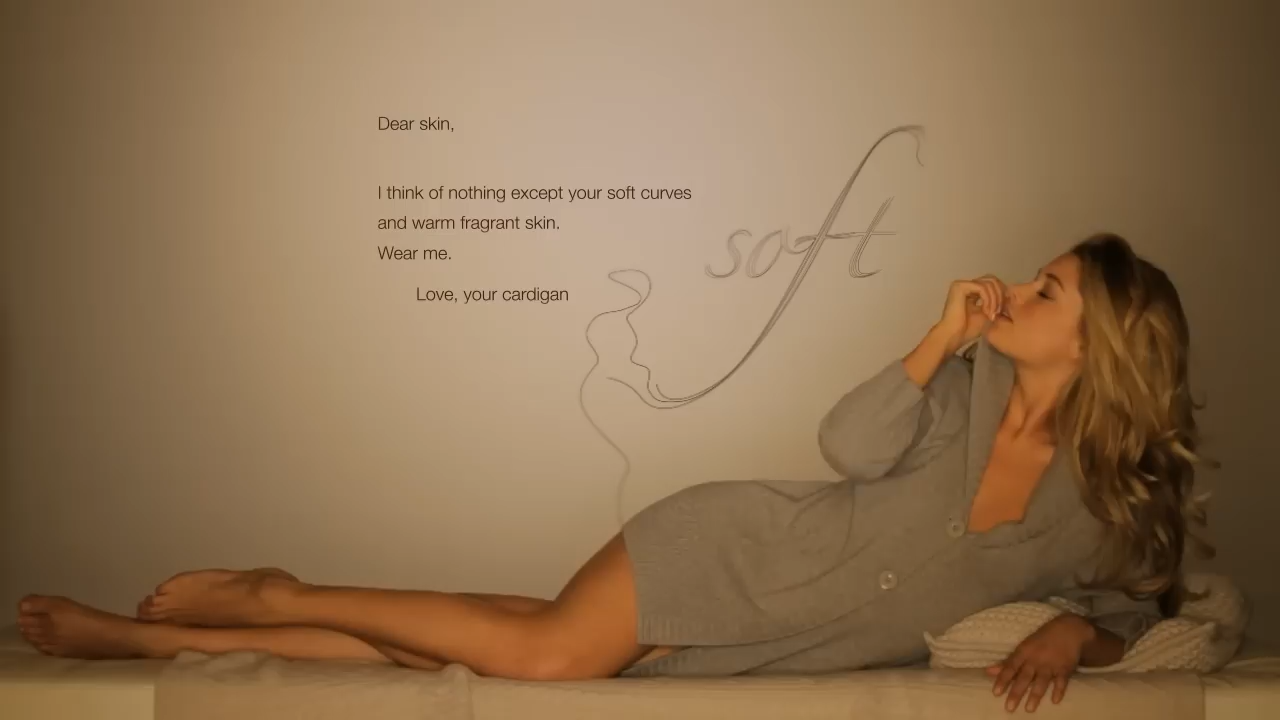 Dear skin,
I think of nothing except your soft curves
and warm fragrant skin.
Wear me.
Love, your cardigan
soft